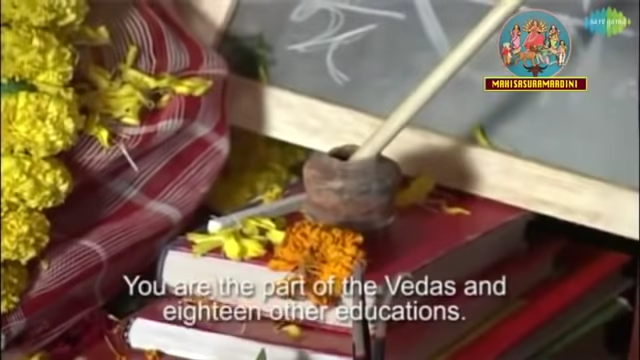 MAHISASURAMARDINI
You are the part of the Vedas and
eighteen other educations.